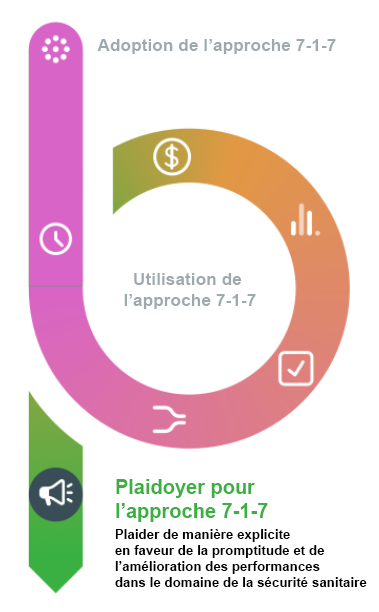 Adoption de l'approche 7-1-7
Utilisation de
l'approche 7-1-7
Plaidoyer pour
l'approche 7-1-7
Plaider de manière explicite
en faveur de la promptitude et de
l'amélioration des performances
dans le domaine de la sécurité sanitaire